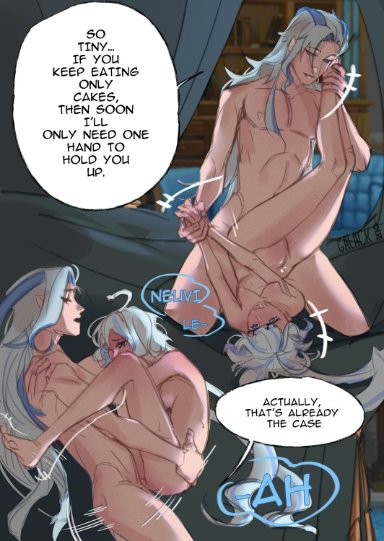 SO
TINY...
IF YOU
KEEP EATING
ONLY
CAKES,
THEN SOON
I'LL
ONLY NEED ONE
HAND TO
HOLD YOU
UP.
NEUVI
LE-
ACTUALLY,
THAT'S ALREADY
THE CASE
-AH